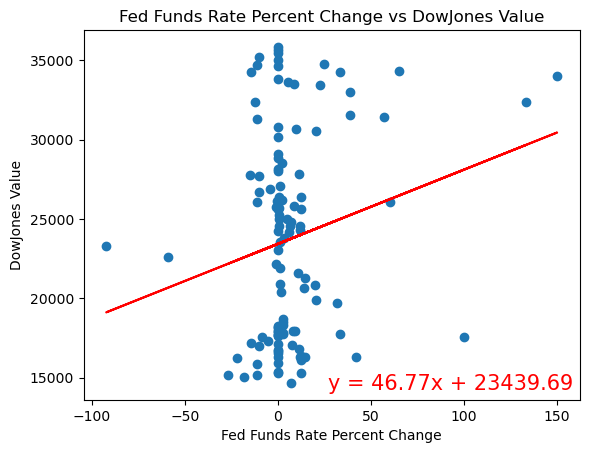 Fed Funds Rate Percent Change vs DowJones Value
DowJones Value
35000
30000
25000
20000
15000
y = 46.77x + 23439.69
−100
−50
0
50
100
150
Fed Funds Rate Percent Change